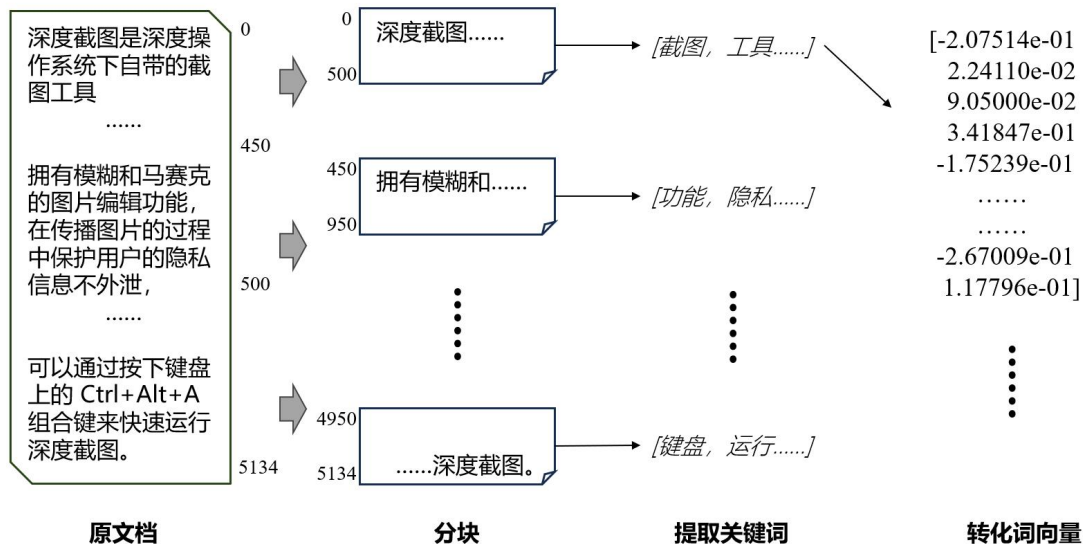 深度截图是深度操
作系统下自带的截
图工具
……
拥有模糊和马赛克
的图片编辑功能，
在传播图片的过程
中保护用户的隐私
信息不外泄，
……
可以通过按下键盘
上的 Ctrl+Alt+A
组合键来快速运行
深度截图。
0
450
500
5134
原文档
0
深度截图……
500
450
拥有模糊和……
950
4950
……深度截图。
5134
分块
[截图，工具……]
[功能，隐私……]
[键盘，运行……]
提取关键词
[-2.07514e-01
2.24110e-02
9.05000e-02
3.41847e-01
-1.75239e-01
……
……
-2.67009e-01
1.17796e-01]
转化词向量